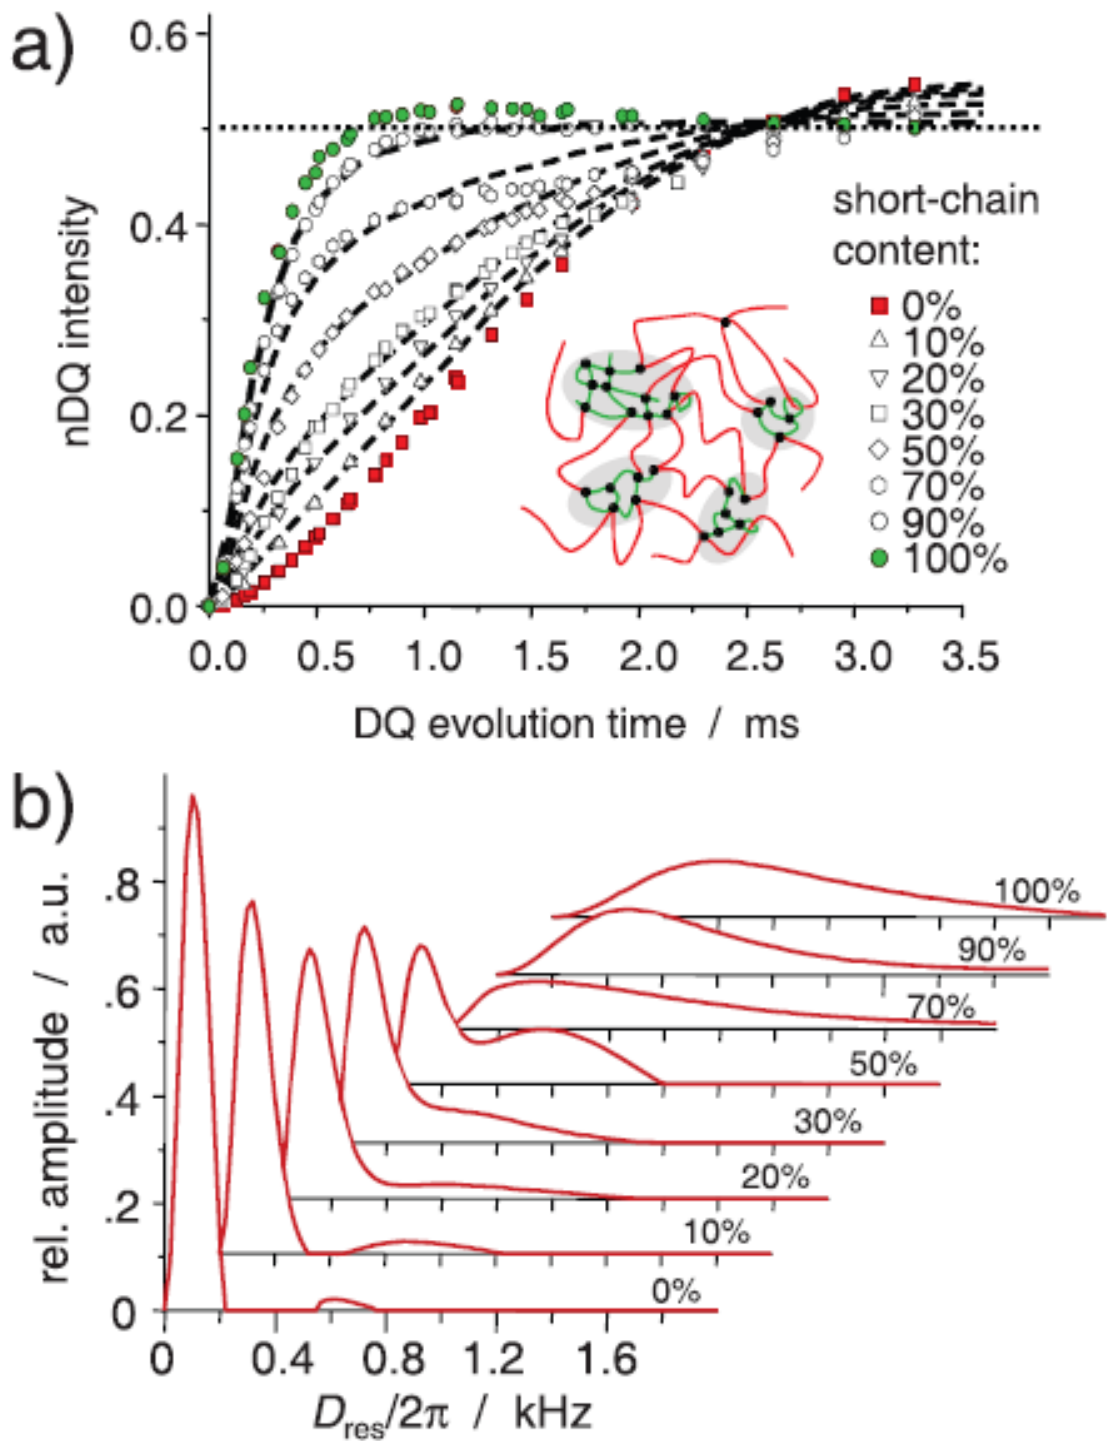 a)
0.6
0.4
0.2
0.0
nDQ intensity
0.0 0.5 1.0 1.5 2.0 2.5 3.0 3.5
DQ evolution time / ms
short-chain
content:
0%
10%
20%
30%
50%
70%
90%
100%
b)
.8
.6
.4
.2
0
rel. amplitude / a.u.
100%
90%
70%
50%
30%
20%
10%
0%
0 0.4 0.8 1.2 1.6
Dres/2π / kHz